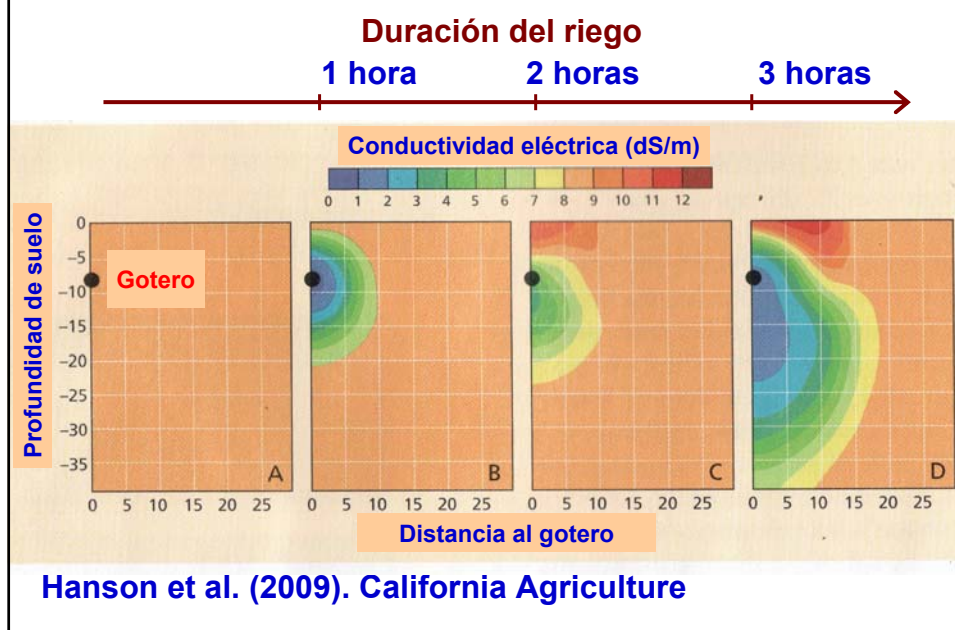 Duración del riego
1 hora 2 horas 3 horas
Conductividad eléctrica (dS/m)
0 1 2 3 4 5 6 7 8 9 10 11 12
Profundidad de suelo
0
−5
−10
−15
−20
−25
−30
−35
Gotero
A B C D
0 5 10 15 20 25 0 5 10 15 20 25 0 5 10 15 20 25 0 5 10 15 20 25
Distancia al gotero
Hanson et al. (2009). California Agriculture